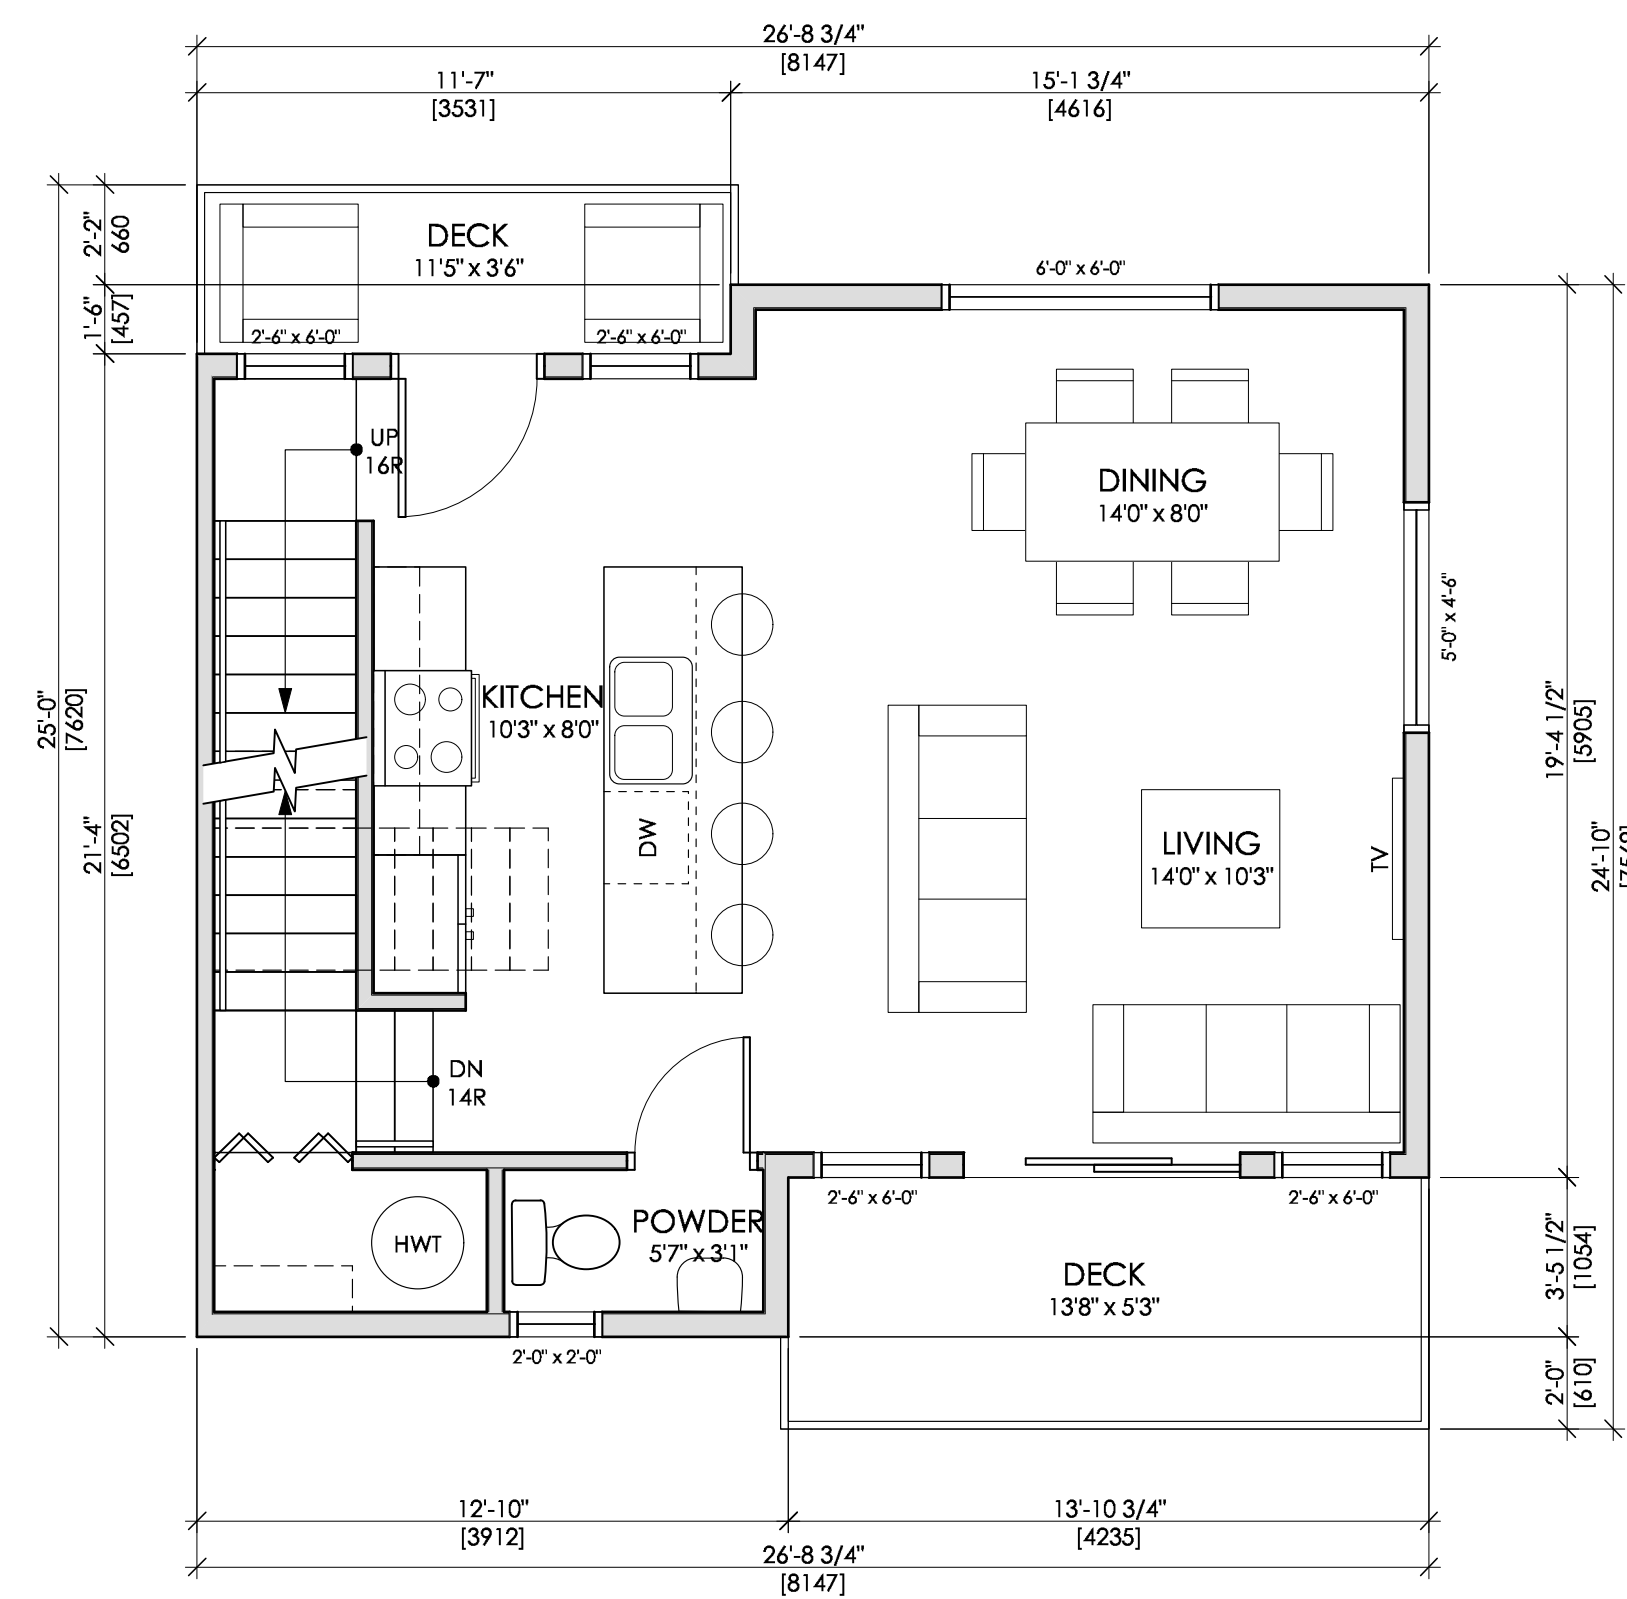 26'-8 3/4"
[8147]
11'-7"
[3531]
15'-1 3/4"
[4616]
2'-2"
660
1'-6"
[457]
25'-0"
[7620]
21'-4"
[6502]
DECK
11'5" x 3'6"
2'-6" x 6'-0"
2'-6" x 6'-0"
6'-0" x 6'-0"
UP
16R
DINING
14'0" x 8'0"
5'-0" x 4'-6"
KITCHEN
10'3" x 8'0"
DW
LIVING
14'0" x 10'3"
TV
19'-4 1/2"
[5905]
24'-10"
DN
14R
2'-6" x 6'-0"
2'-6" x 6'-0"
HWT
POWDER
5'7" x 3'1"
2'-0" x 2'-0"
DECK
13'8" x 5'3"
3'-5 1/2"
[1054]
2'-0"
[610]
12'-10"
[3912]
13'-10 3/4"
[4235]
26'-8 3/4"
[8147]